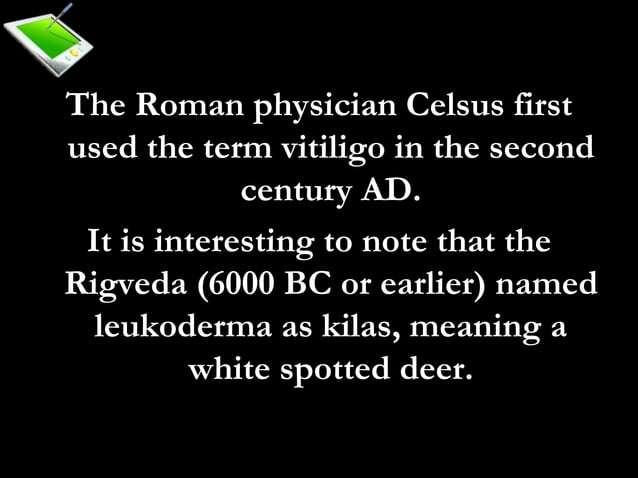 The Roman physician Celsus first
used the term vitiligo in the second
century AD.
It is interesting to note that the
Rigveda (6000 BC or earlier) named
leukoderma as kilas, meaning a
white spotted deer.